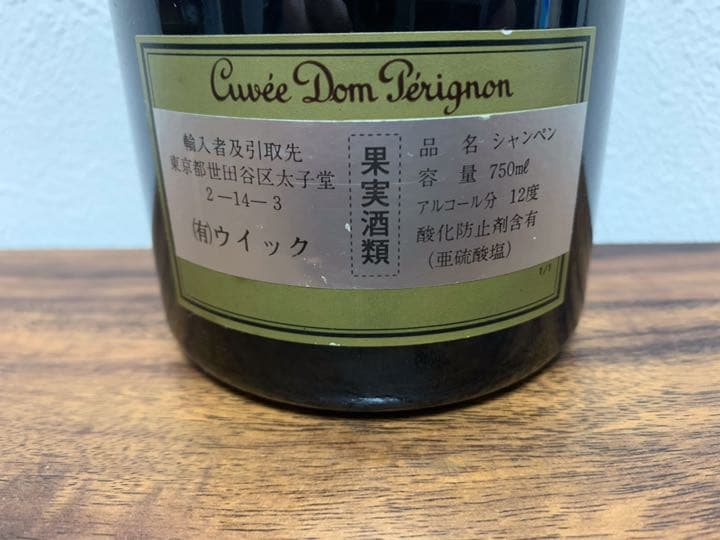 Cuvée Dom Pérignon
輸入者及引取先
東京都世田谷区太子堂
2—14—3
㈲ウイック
果実酒類
品 名 シャンペン
容 量 750㎖
アルコール分 12度
酸化防止剤含有
(亜硫酸塩)
1/1